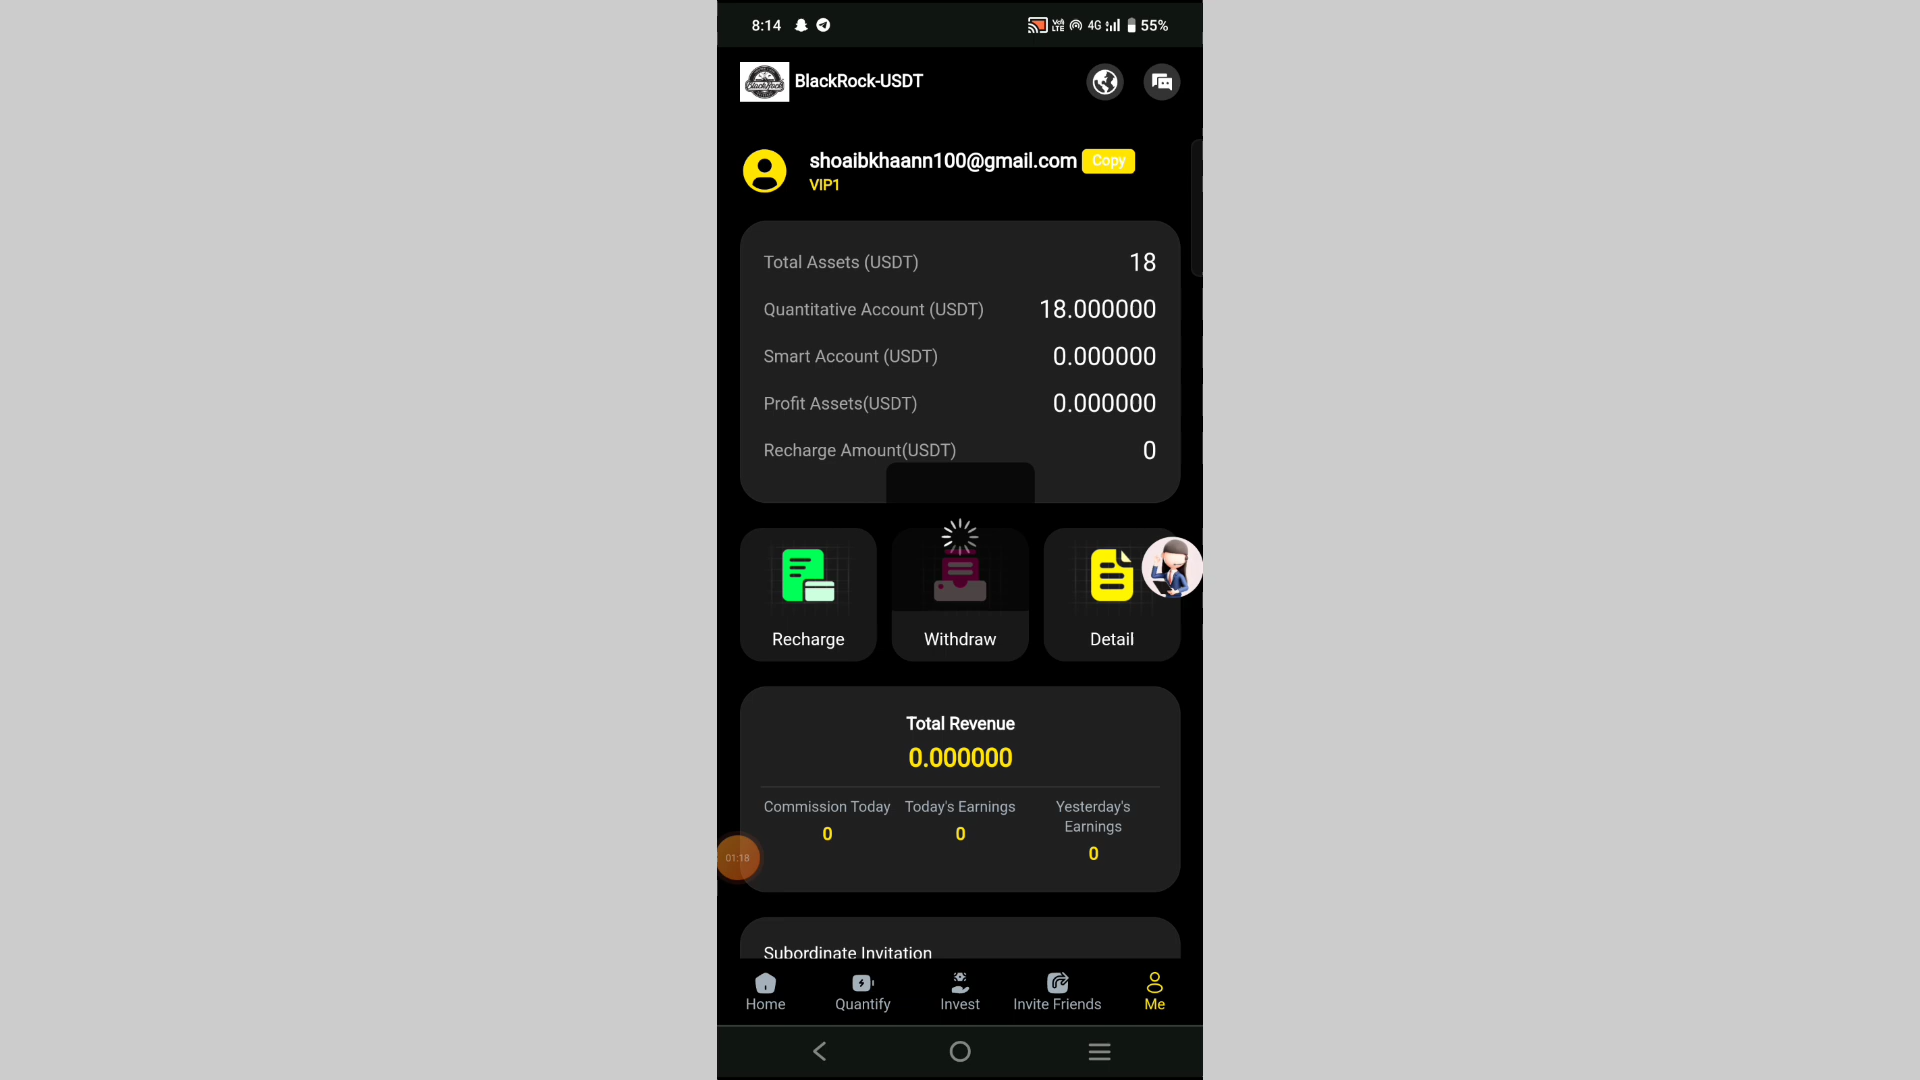 8:14
Vo4
LTE
4G
55%
BlackRock
BlackRock-USDT
shoaibkhaann100@gmail.com Copy
VIP1
Total Assets (USDT) 18
Quantitative Account (USDT) 18.000000
Smart Account (USDT) 0.000000
Profit Assets(USDT) 0.000000
Recharge Amount(USDT) 0
Recharge Withdraw Detail
Total Revenue
0.000000
Commission Today Today's Earnings Yesterday's
Earnings
0 0 0
01:18
Subordinate Invitation
Home Quantify Invest Invite Friends Me